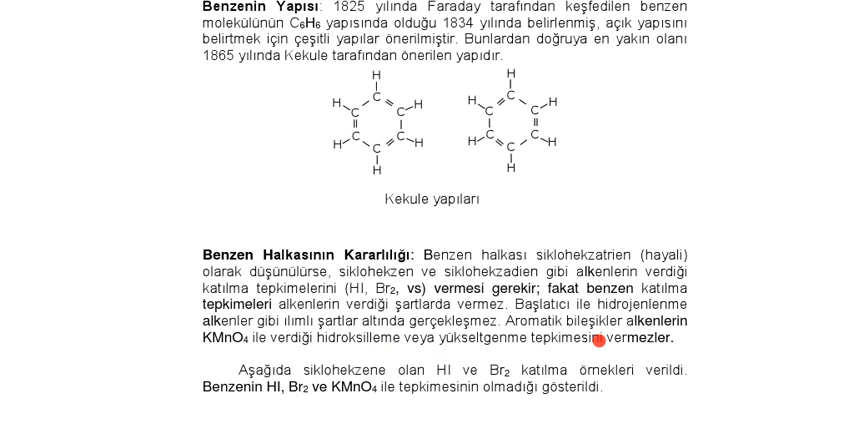 Benzenin Yapısı: 1825 yılında Faraday tarafından keşfedilen benzen
molekülünün C₆H₆ yapısında olduğu 1834 yılında belirlenmiş, açık yapısını
belirtmek için çeşitli yapılar önerilmiştir. Bunlardan doğruya en yakın olanı
1865 yılında Kekule tarafından önerilen yapıdır.
H H
C C
H C C H H C C H
H C C H H C C H
C C
H H
Kekule yapıları
Benzen Halkasının Kararlılığı: Benzen halkası siklohekzatrien (hayali)
olarak düşünülürse, siklohekzen ve siklohekzadien gibi alkenlerin verdiği
katılma tepkimelerini (HI, Br₂, vs) vermesi gerekir; fakat benzen katılma
tepkimeleri alkenlerin verdiği şartlarda vermez. Başlatıcı ile hidrojenlenme
alkenler gibi ılımlı şartlar altında gerçekleşmez. Aromatik bileşikler alkenlerin
KMnO₄ ile verdiği hidroksilleme veya yükseltgenme tepkimesini vermezler.
Aşağıda siklohekzene olan HI ve Br₂ katılma örnekleri verildi.
Benzenin HI, Br₂ ve KMnO₄ ile tepkimesinin olmadığı gösterildi.